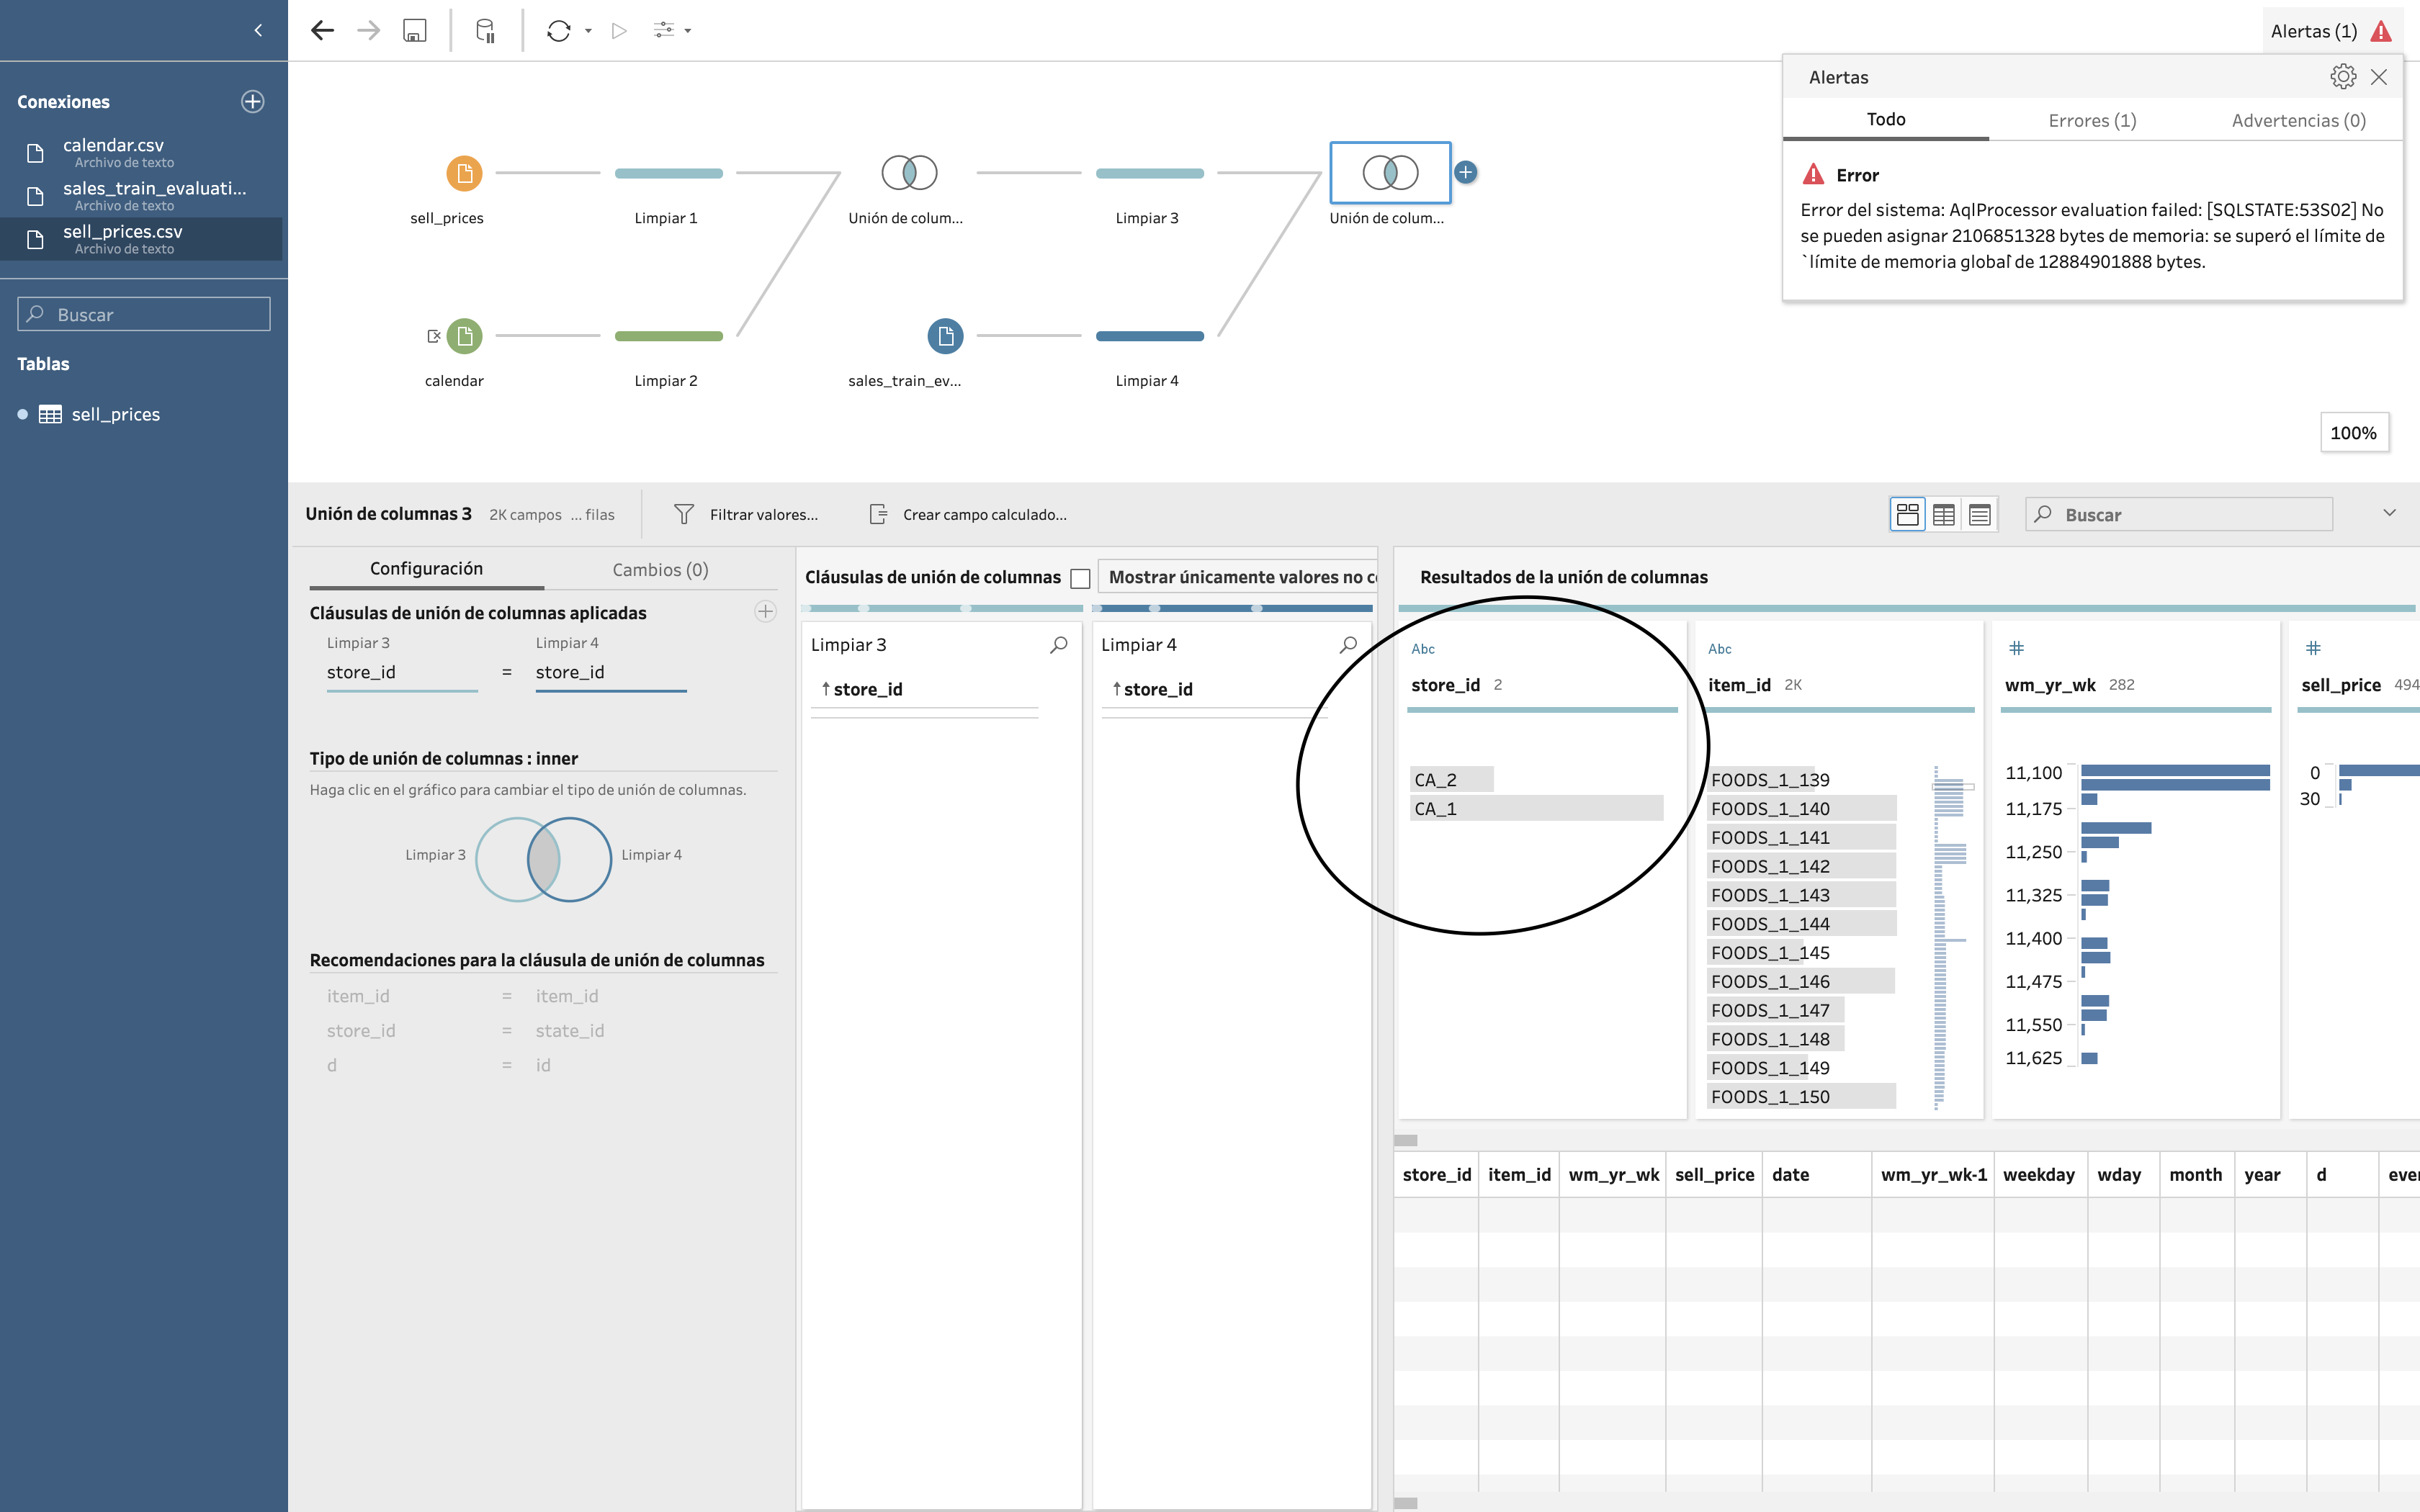 Alertas (1)
Conexiones
calendar.csv
Archivo de texto
sales_train_evaluati...
Archivo de texto
sell_prices.csv
Archivo de texto
Buscar
Tablas
sell_prices
sell_prices
Limpiar 1
Unión de colum...
Limpiar 3
Unión de colum...
calendar
Limpiar 2
sales_train_ev...
Limpiar 4
Alertas
Todo
Errores (1)
Advertencias (0)
Error
Error del sistema: AqlProcessor evaluation failed: [SQLSTATE:53S02] No
se pueden asignar 2106851328 bytes de memoria: se superó el límite de
`límite de memoria global` de 12884901888 bytes.
100%
Unión de columnas 3 2K campos ... filas
Filtrar valores...
Crear campo calculado...
Buscar
Configuración
Cambios (0)
Cláusulas de unión de columnas aplicadas
Limpiar 3 Limpiar 4
store_id = store_id
Tipo de unión de columnas : inner
Haga clic en el gráfico para cambiar el tipo de unión de columnas.
Limpiar 3
Limpiar 4
Recomendaciones para la cláusula de unión de columnas
item_id = item_id
store_id = state_id
d = id
Cláusulas de unión de columnas
Mostrar únicamente valores no c
Limpiar 3
store_id
Limpiar 4
store_id
Resultados de la unión de columnas
Abc
store_id 2
CA_2
CA_1
Abc
item_id 2K
FOODS_1_139
FOODS_1_140
FOODS_1_141
FOODS_1_142
FOODS_1_143
FOODS_1_144
FOODS_1_145
FOODS_1_146
FOODS_1_147
FOODS_1_148
FOODS_1_149
FOODS_1_150
#
wm_yr_wk 282
11,100
11,175
11,250
11,325
11,400
11,475
11,550
11,625
#
sell_price 494
0
30
store_id item_id wm_yr_wk sell_price date wm_yr_wk-1 weekday wday month year d ever